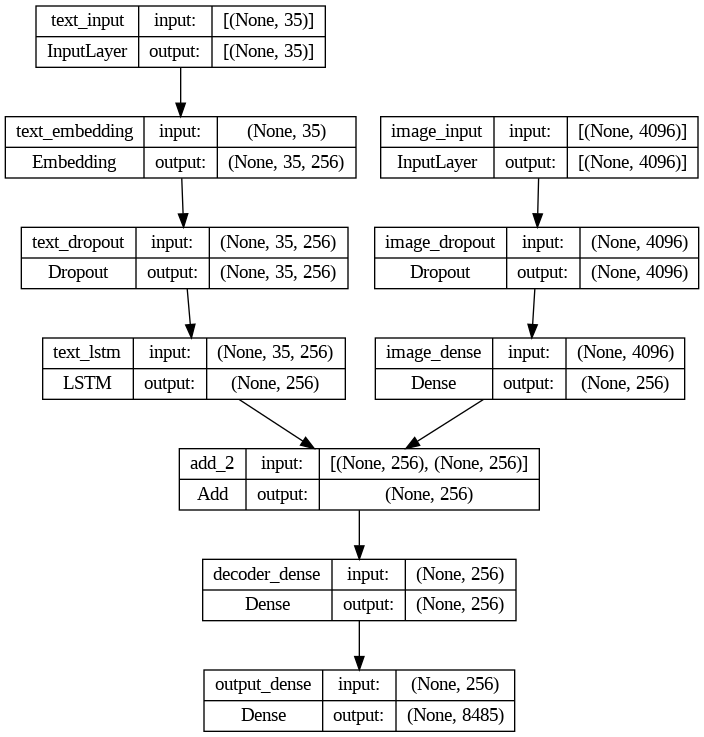 text_input input: [(None, 35)]
InputLayer output: [(None, 35)]
text_embedding input: (None, 35)
Embedding output: (None, 35, 256)
image_input input: [(None, 4096)]
InputLayer output: [(None, 4096)]
text_dropout input: (None, 35, 256)
Dropout output: (None, 35, 256)
image_dropout input: (None, 4096)
Dropout output: (None, 4096)
text_lstm input: (None, 35, 256)
LSTM output: (None, 256)
image_dense input: (None, 4096)
Dense output: (None, 256)
add_2 input: [(None, 256), (None, 256)]
Add output: (None, 256)
decoder_dense input: (None, 256)
Dense output: (None, 256)
output_dense input: (None, 256)
Dense output: (None, 8485)